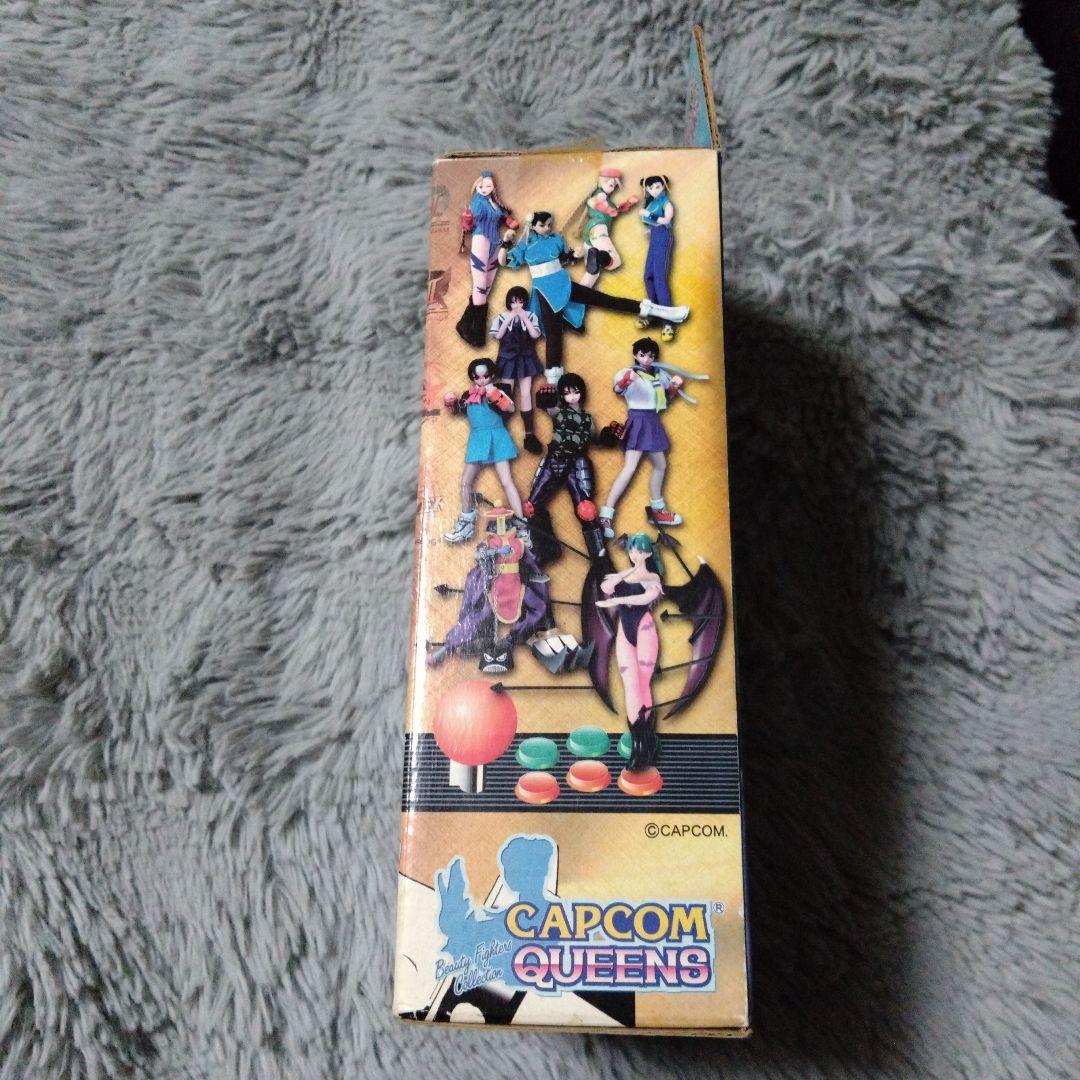 ©CAPCOM.
CAPCOM®
QUEENS
Beauty Fighters
Collection